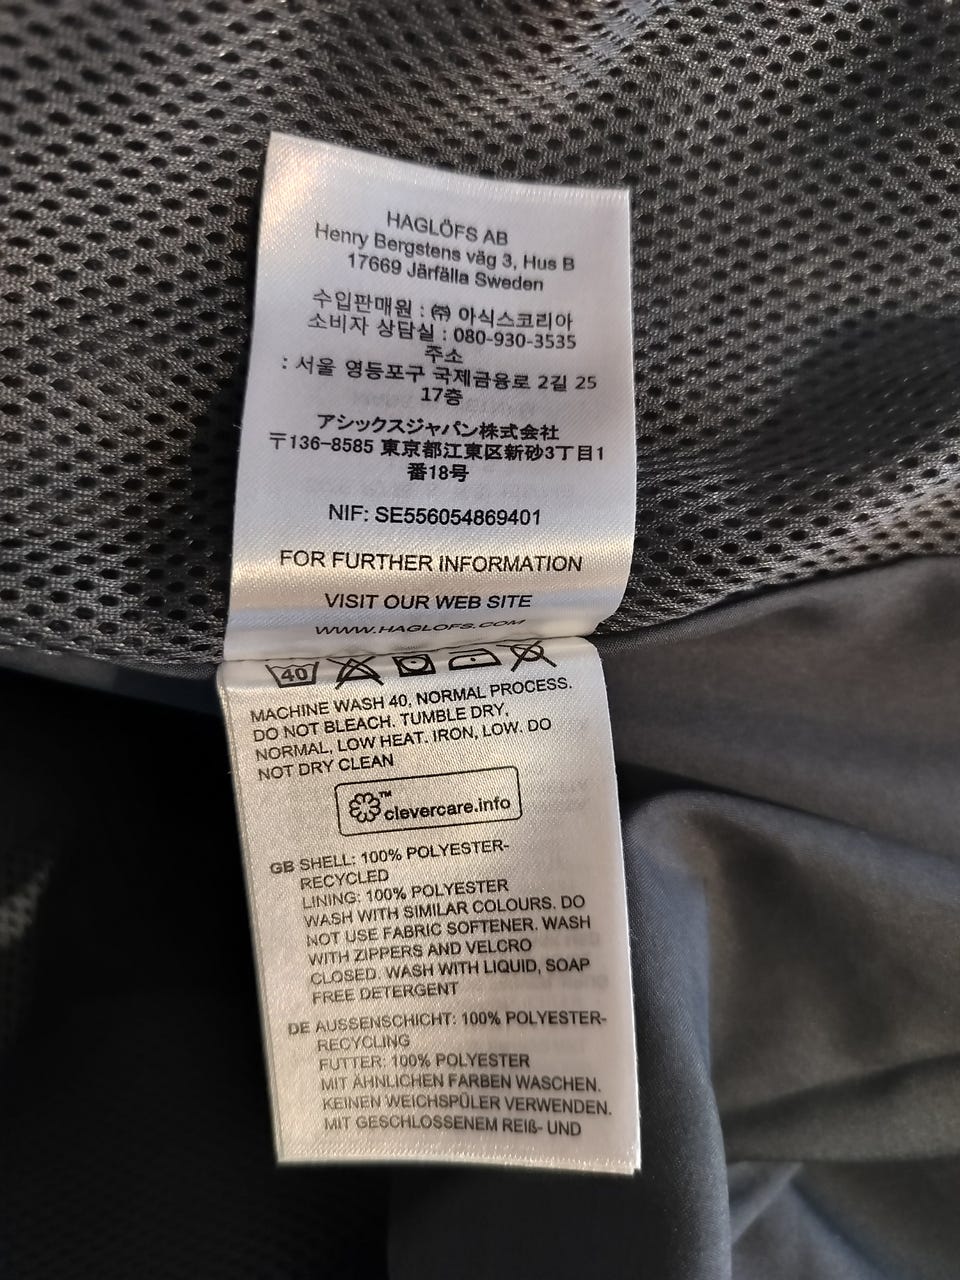 HAGLÖFS AB
Henry Bergstens väg 3, Hus B
17669 Järfälla Sweden
수입판매원 : ㈜ 아식스코리아
소비자 상담실 : 080-930-3535
주소
: 서울 영등포구 국제금융로 2길 25
17층
アシックスジャパン株式会社
〒136-8585 東京都江東区新砂3丁目1
番18号
NIF: SE556054869401
FOR FURTHER INFORMATION
VISIT OUR WEB SITE
WWW.HAGLOFS.COM
40
MACHINE WASH 40, NORMAL PROCESS.
DO NOT BLEACH. TUMBLE DRY,
NORMAL, LOW HEAT. IRON, LOW. DO
NOT DRY CLEAN
™
clevercare.info
GB SHELL: 100% POLYESTER-
RECYCLED
LINING: 100% POLYESTER
WASH WITH SIMILAR COLOURS. DO
NOT USE FABRIC SOFTENER. WASH
WITH ZIPPERS AND VELCRO
CLOSED. WASH WITH LIQUID, SOAP
FREE DETERGENT
DE AUSSENSCHICHT: 100% POLYESTER-
RECYCLING
FUTTER: 100% POLYESTER
MIT ÄHNLICHEN FARBEN WASCHEN.
KEINEN WEICHSPÜLER VERWENDEN.
MIT GESCHLOSSENEM REIß- UND